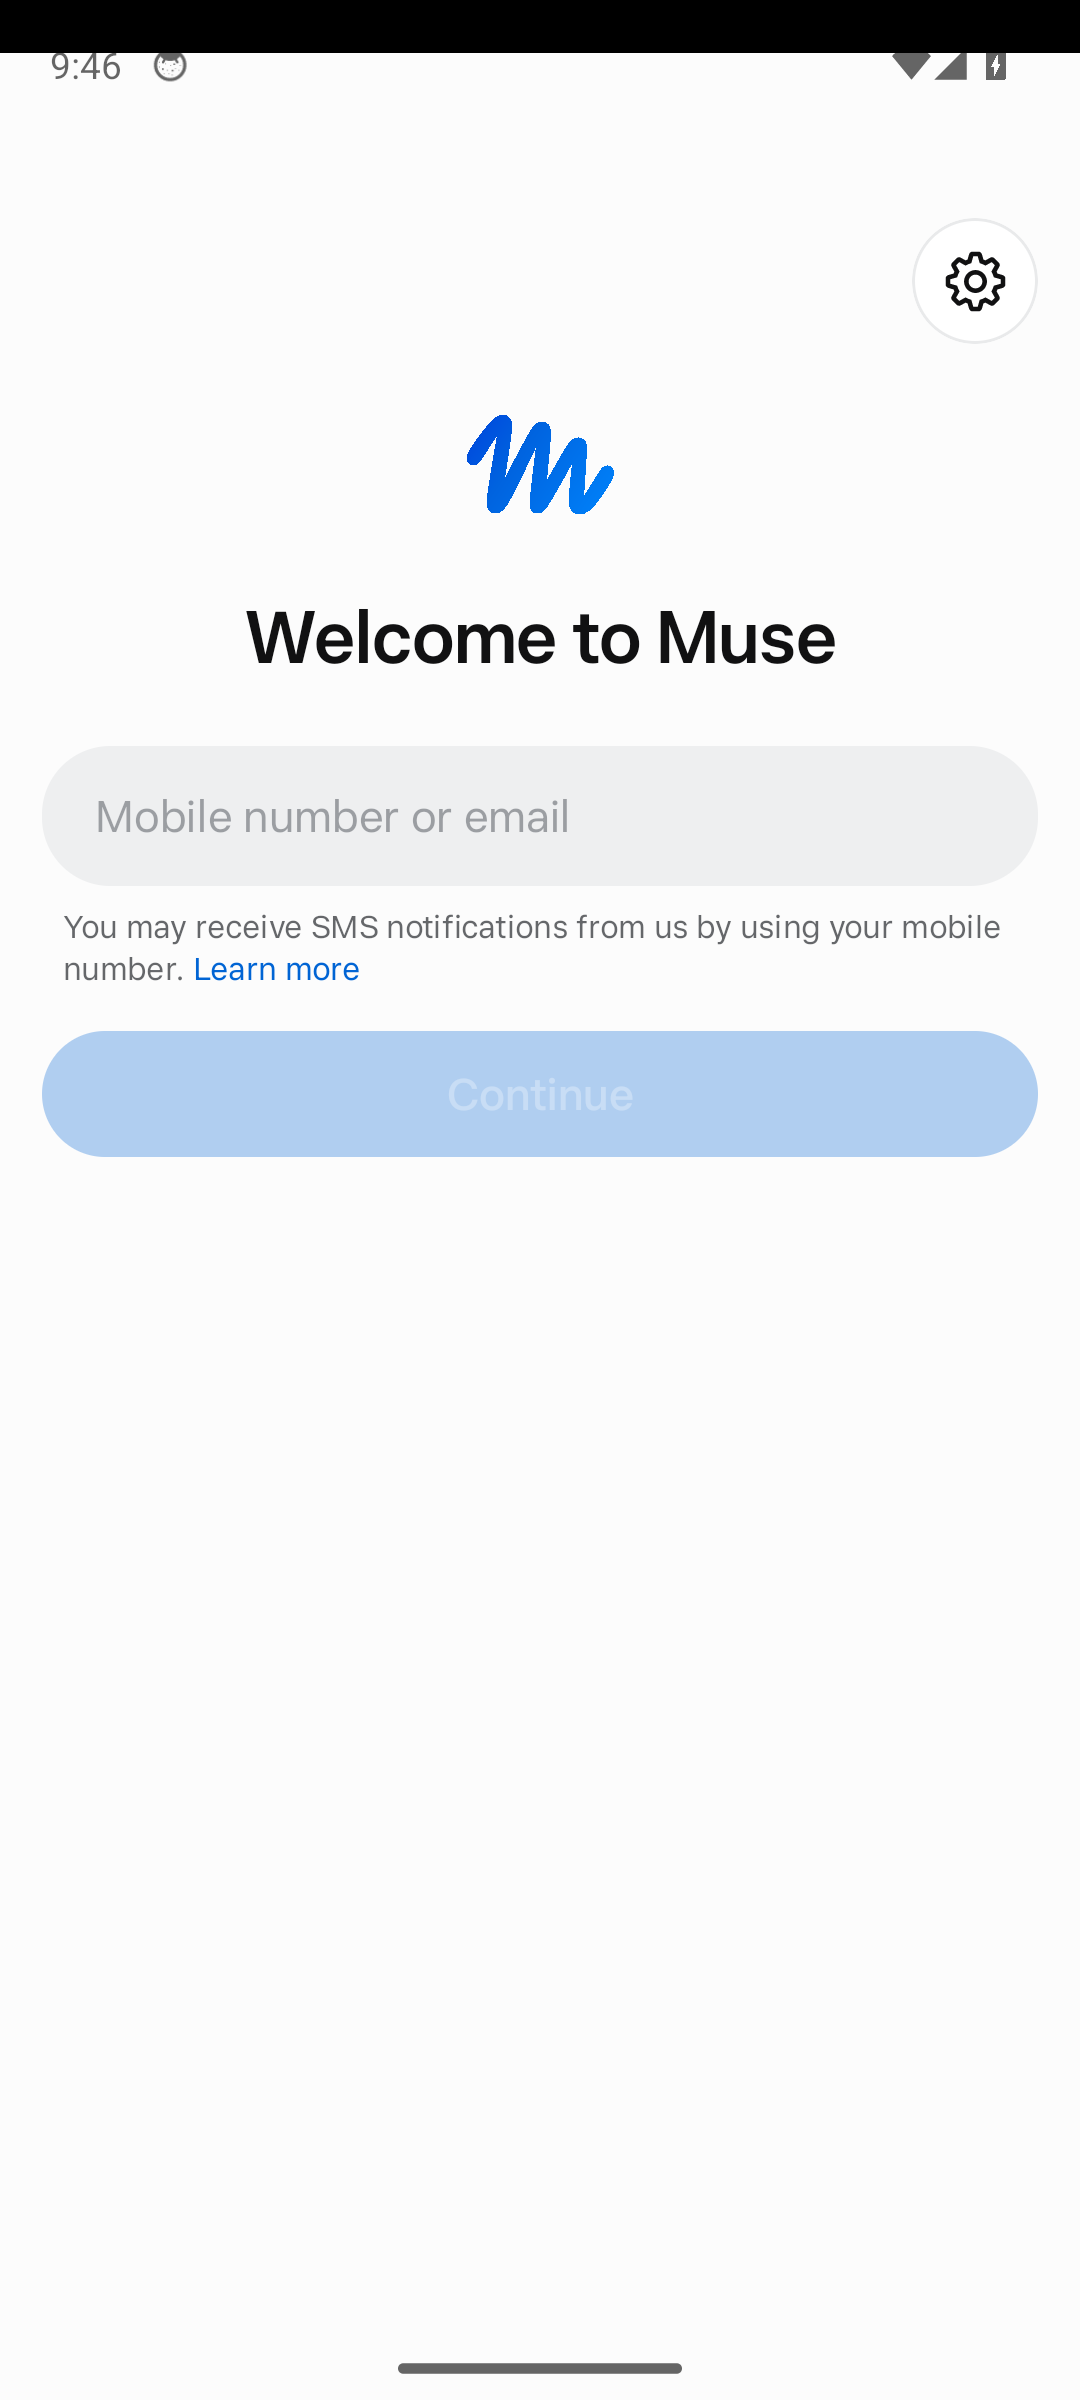 9:46
Welcome to Muse
Mobile number or email
You may receive SMS notifications from us by using your mobile
number. Learn more
Continue